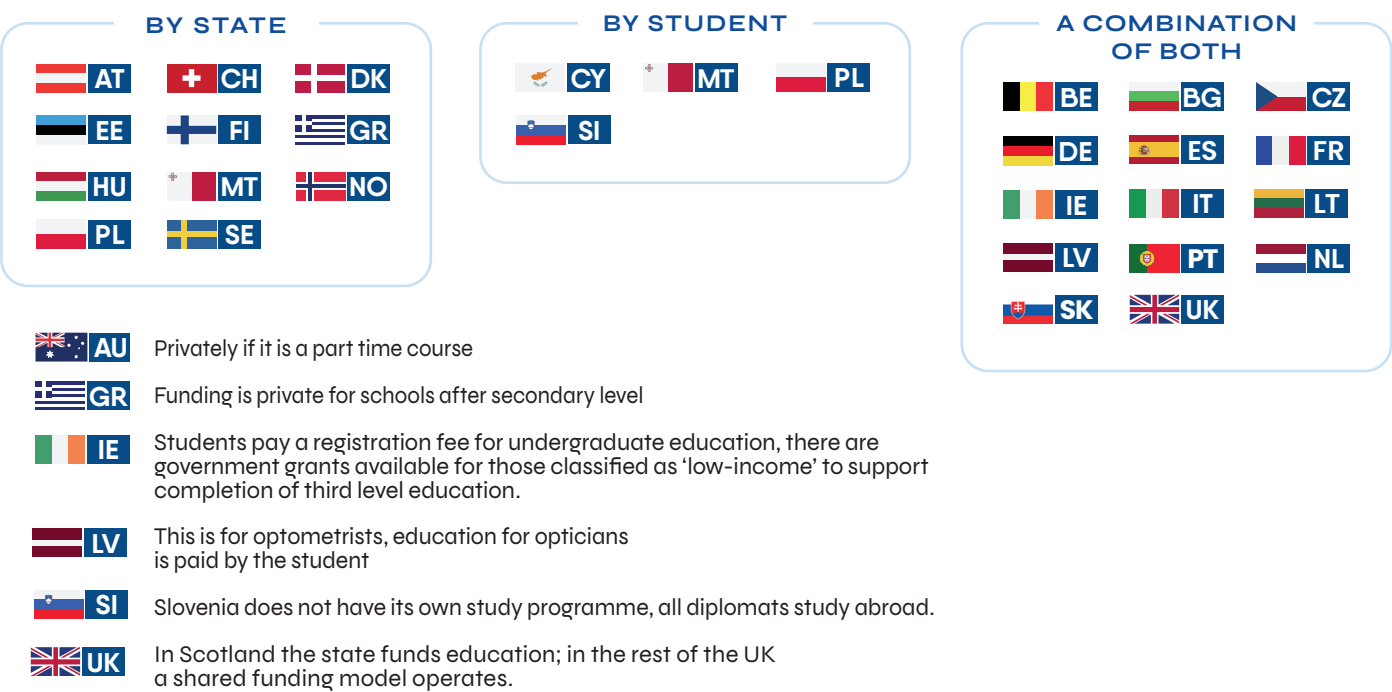 BY STATE
AT CH DK
EE FI GR
HU MT NO
PL SE
BY STUDENT
CY MT PL
SI
A COMBINATION
OF BOTH
BE BG CZ
DE ES FR
IE IT LT
LV PT NL
SK UK
AU Privately if it is a part time course
GR Funding is private for schools after secondary level
IE Students pay a registration fee for undergraduate education, there are
government grants available for those classified as ‘low-income’ to support
completion of third level education.
LV This is for optometrists, education for opticians
is paid by the student
SI Slovenia does not have its own study programme, all diplomats study abroad.
UK In Scotland the state funds education; in the rest of the UK
a shared funding model operates.